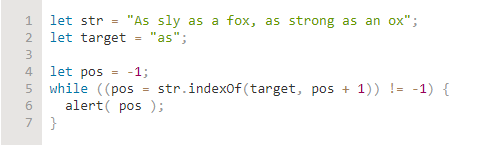 1 let str = "As sly as a fox, as strong as an ox";
2 let target = "as";
3
4 let pos = -1;
5 while ((pos = str.indexOf(target, pos + 1)) != -1) {
6   alert( pos );
7 }